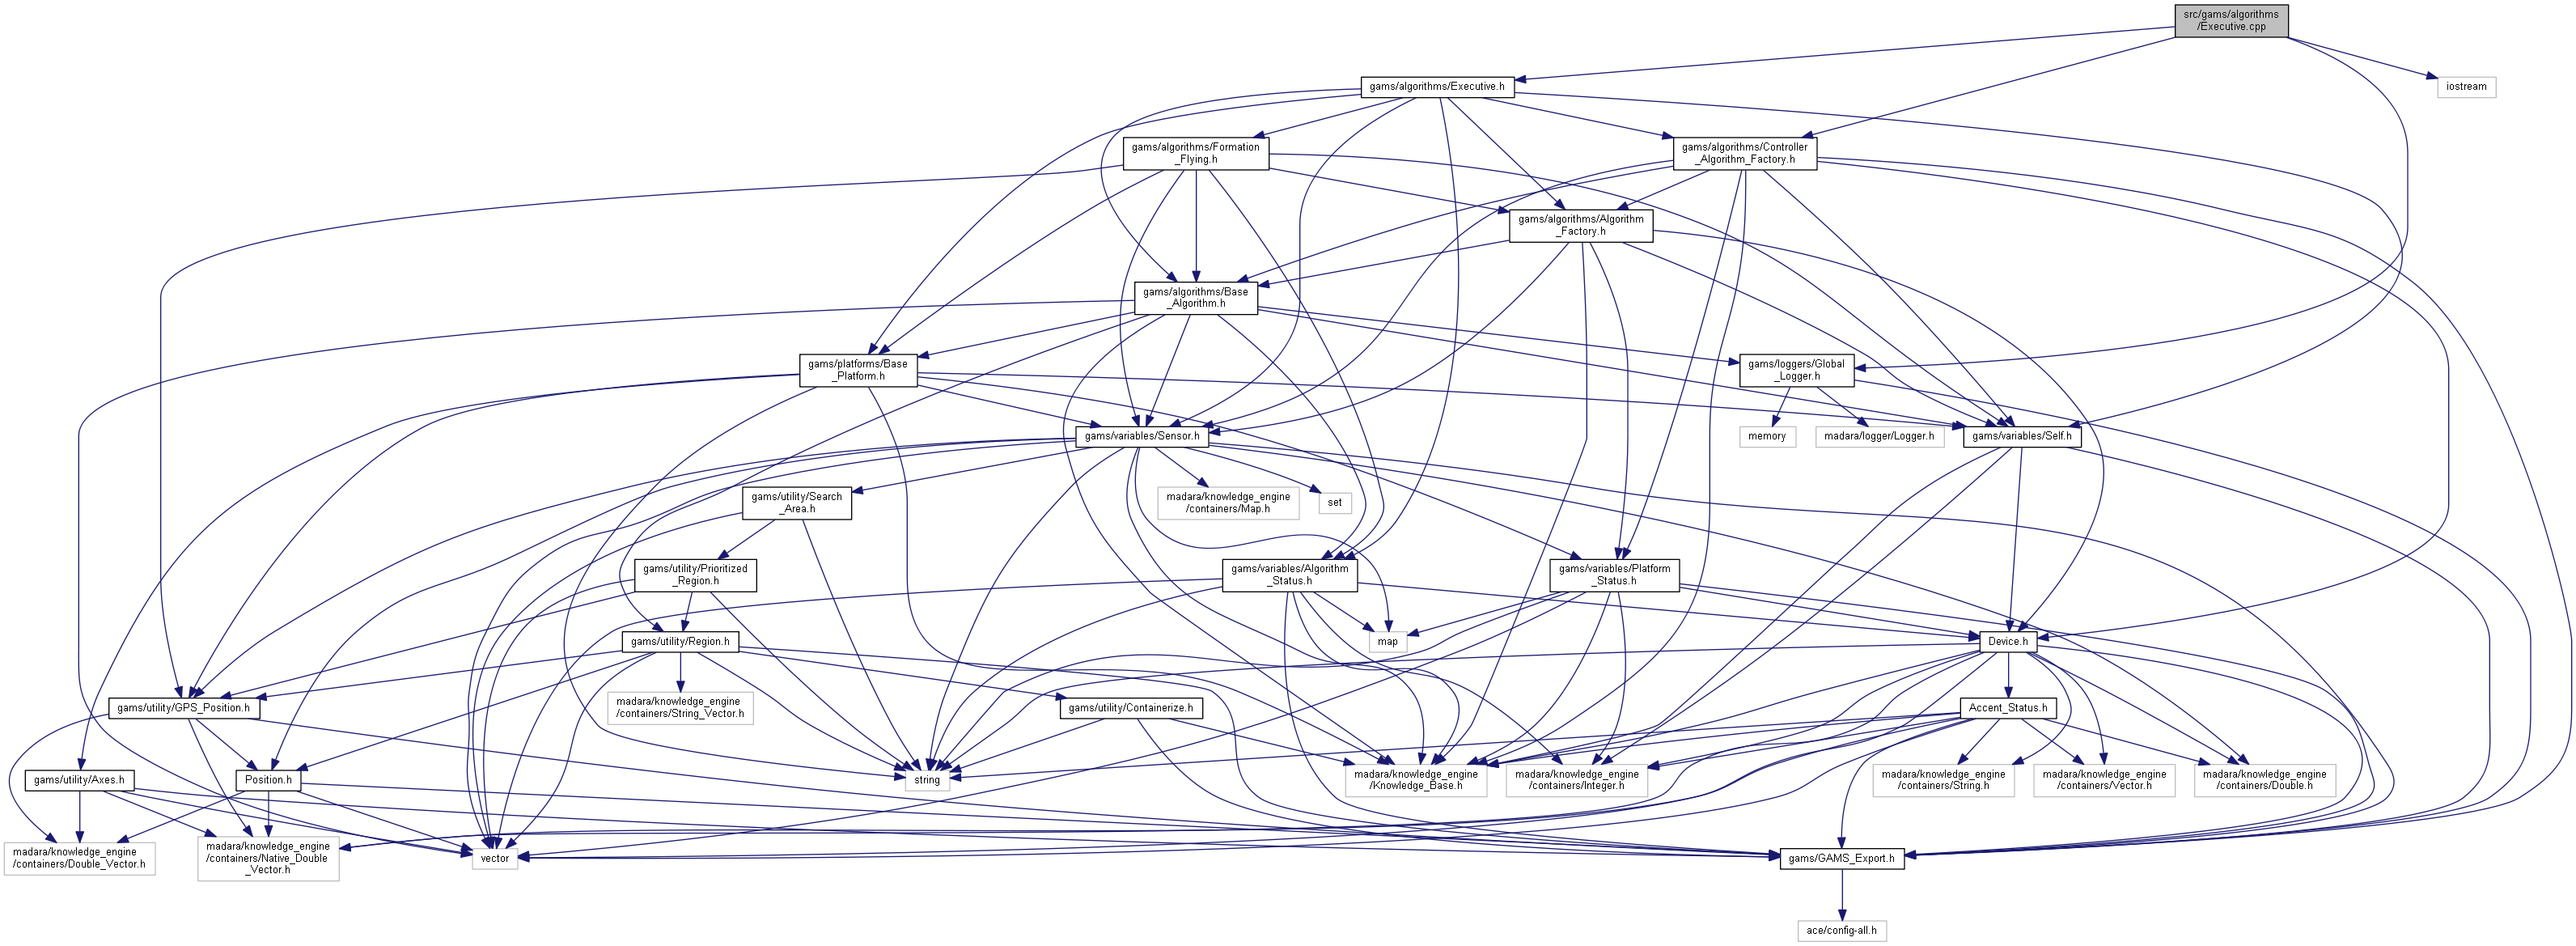 src/gams/algorithms
/Executive.cpp
gams/algorithms/Executive.h
iostream
gams/algorithms/Formation
_Flying.h
gams/algorithms/Controller
_Algorithm_Factory.h
gams/algorithms/Algorithm
_Factory.h
gams/algorithms/Base
_Algorithm.h
gams/platforms/Base
_Platform.h
gams/loggers/Global
_Logger.h
gams/variables/Sensor.h
memory
madara/logger/Logger.h
gams/variables/Self.h
gams/utility/Search
_Area.h
madara/knowledge_engine
/containers/Map.h
set
gams/utility/Prioritized
_Region.h
gams/variables/Algorithm
_Status.h
gams/variables/Platform
_Status.h
gams/utility/Region.h
map
Device.h
gams/utility/GPS_Position.h
madara/knowledge_engine
/containers/String_Vector.h
gams/utility/Containerize.h
Accent_Status.h
gams/utility/Axes.h
Position.h
string
madara/knowledge_engine
/Knowledge_Base.h
madara/knowledge_engine
/containers/Integer.h
madara/knowledge_engine
/containers/String.h
madara/knowledge_engine
/containers/Vector.h
madara/knowledge_engine
/containers/Double.h
madara/knowledge_engine
/containers/Double_Vector.h
madara/knowledge_engine
/containers/Native_Double
_Vector.h
vector
gams/GAMS_Export.h
ace/config-all.h